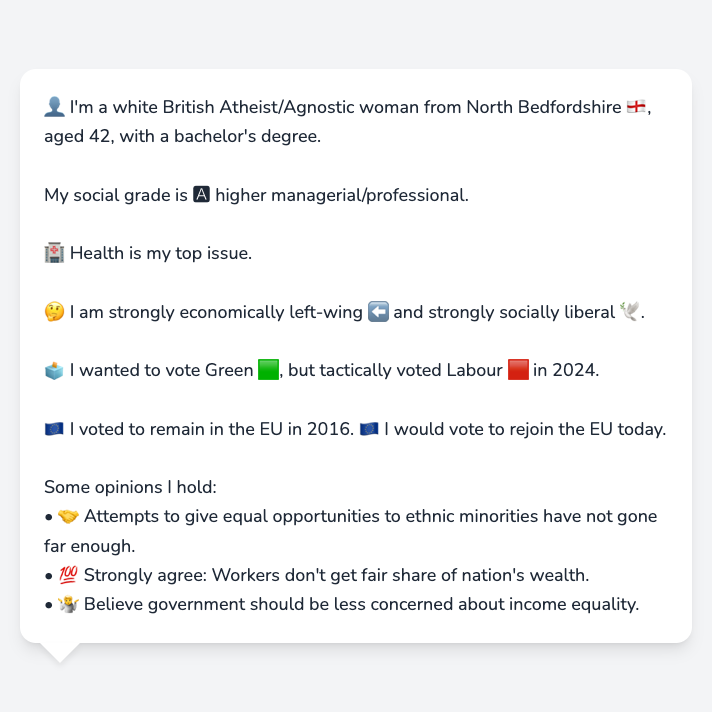 👤 I'm a white British Atheist/Agnostic woman from North Bedfordshire 🏴󠁧󠁢󠁥󠁮󠁧󠁿,
aged 42, with a bachelor's degree.
My social grade is 🅰 higher managerial/professional.
🏥 Health is my top issue.
🤔 I am strongly economically left-wing ⬅️ and strongly socially liberal 🕊️.
🗳️ I wanted to vote Green 🟩, but tactically voted Labour 🟥 in 2024.
🇪🇺 I voted to remain in the EU in 2016. 🇪🇺 I would vote to rejoin the EU today.
Some opinions I hold:
• 🤝 Attempts to give equal opportunities to ethnic minorities have not gone
far enough.
• 💯 Strongly agree: Workers don't get fair share of nation's wealth.
• 🤷 Believe government should be less concerned about income equality.